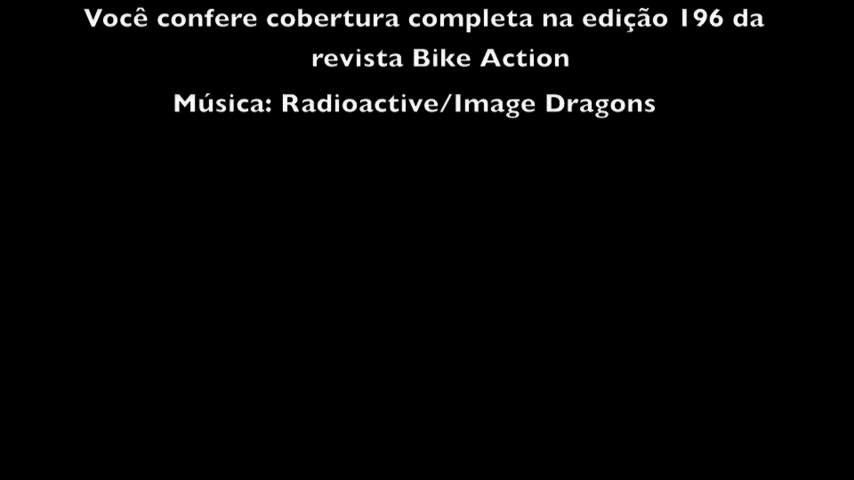 Você confere cobertura completa na edição 196 da
revista Bike Action
Música: Radioactive/Image Dragons